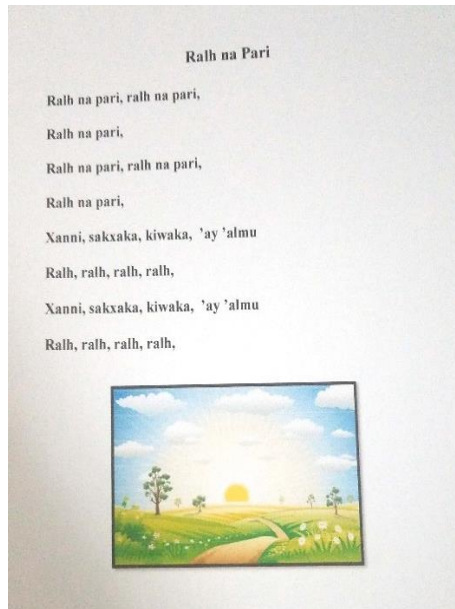 Ralh na Pari
Ralh na pari, ralh na pari,
Ralh na pari,
Ralh na pari, ralh na pari,
Ralh na pari,
Xanni, sakxaka, kiwaka, ’ay ’almu
Ralh, ralh, ralh, ralh,
Xanni, sakxaka, kiwaka, ’ay ’almu
Ralh, ralh, ralh, ralh,